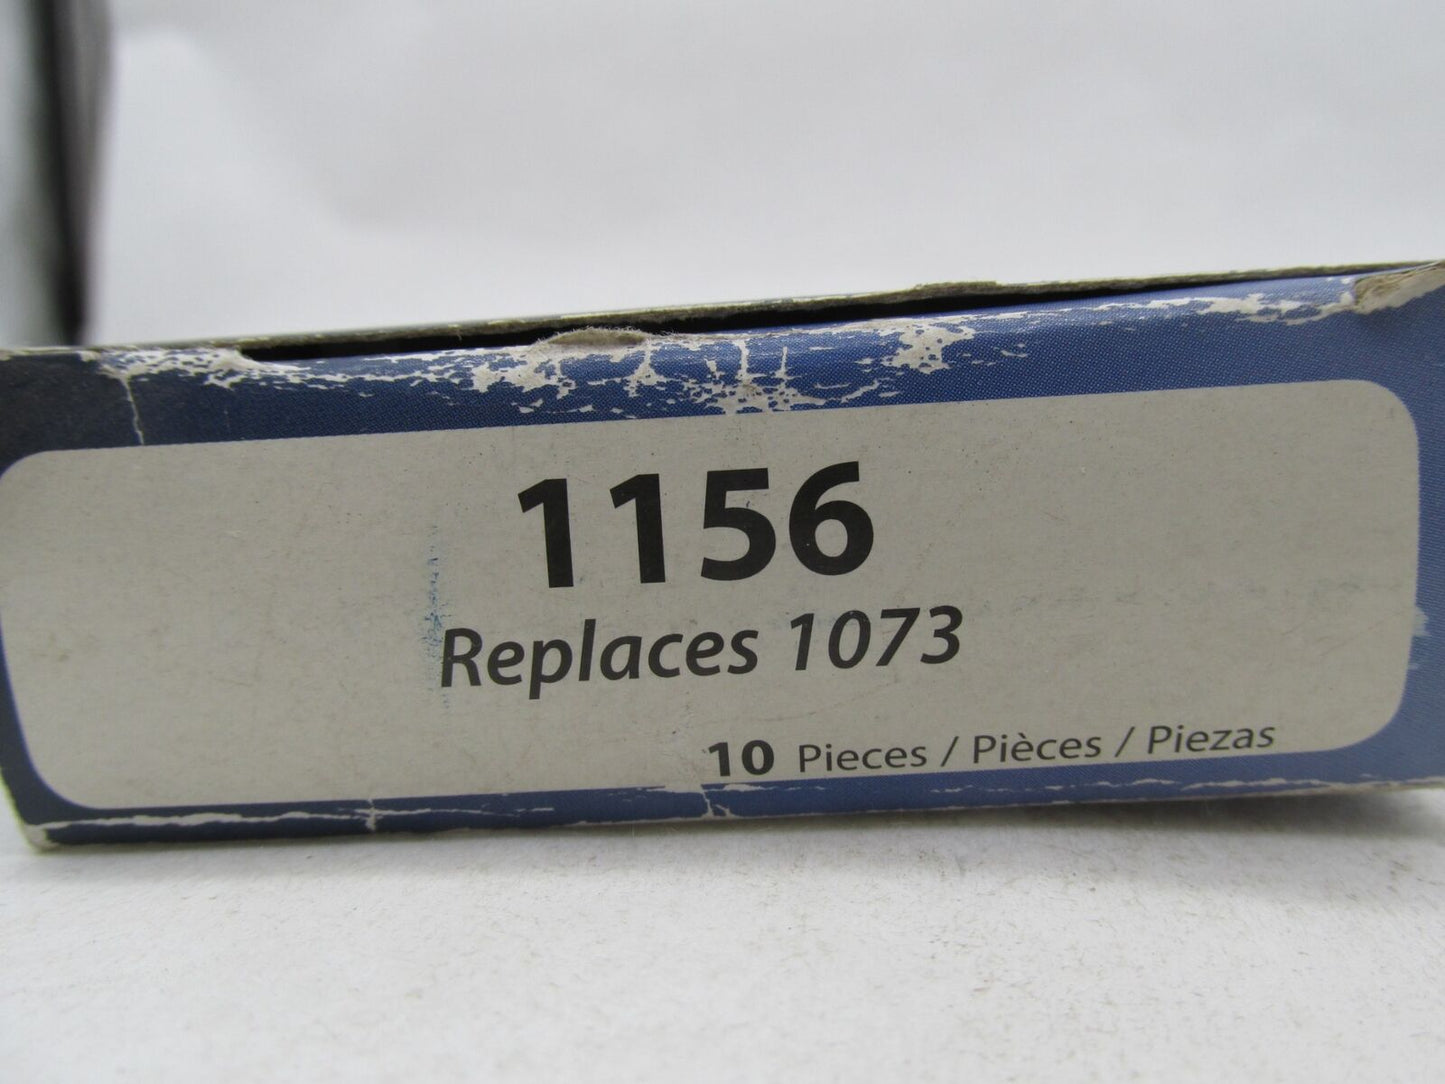 1156
Replaces 1073
10 Pieces / Pièces / Piezas